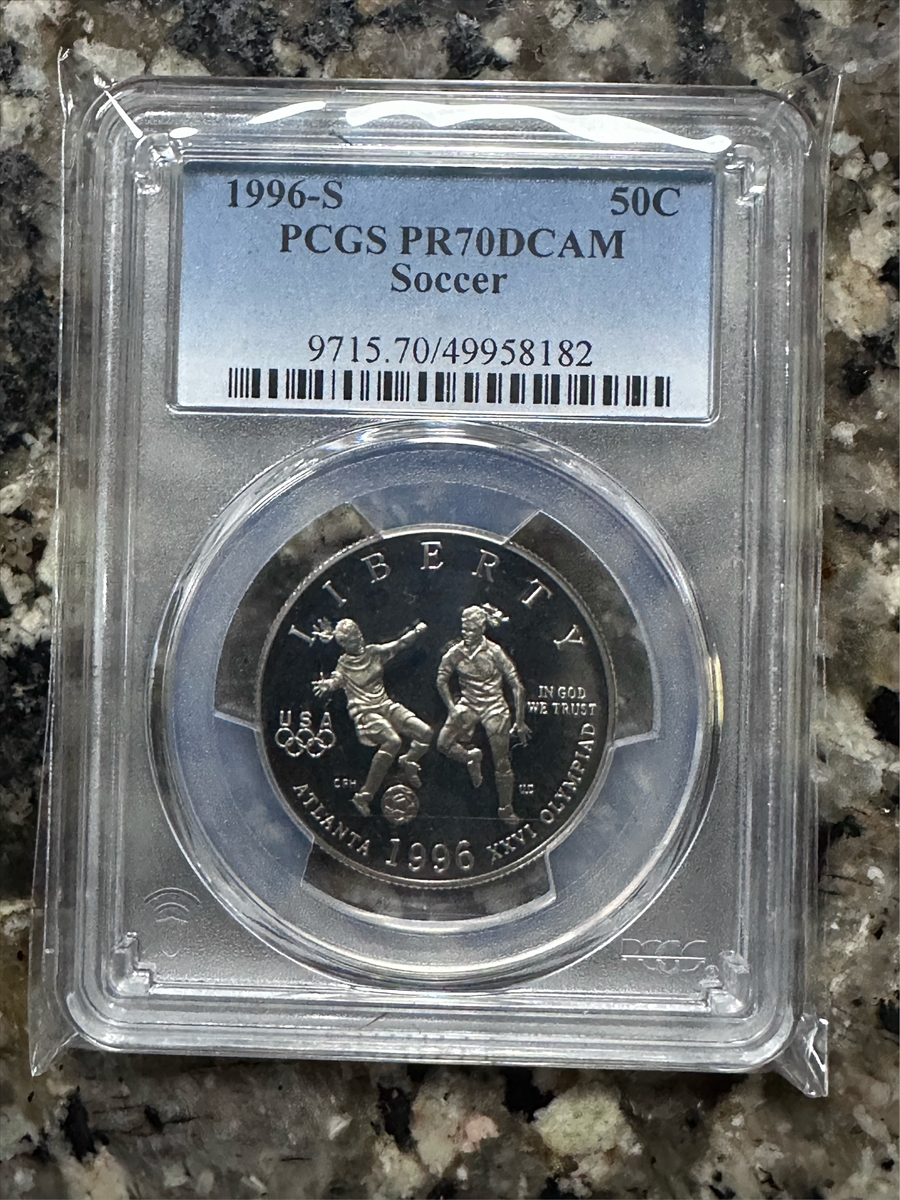 1996-S 50C
PCGS PR70DCAM
Soccer
9715.70/49958182
LIBERTY
IN GOD
WE TRUST
USA
ATLANTA 1996 XXVI OLYMPIAD
PCGS